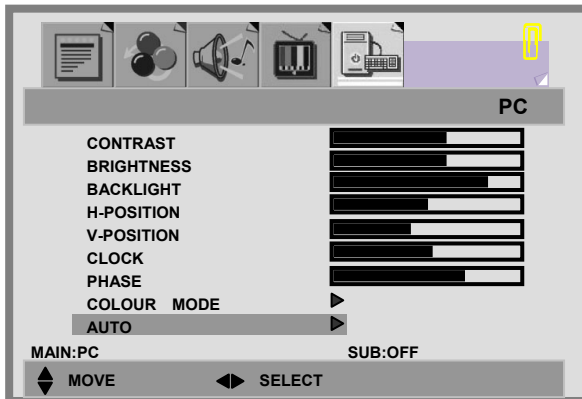 PC
CONTRAST
BRIGHTNESS
BACKLIGHT
H-POSITION
V-POSITION
CLOCK
PHASE
COLOUR MODE
AUTO
MAIN:PC SUB:OFF
MOVE SELECT